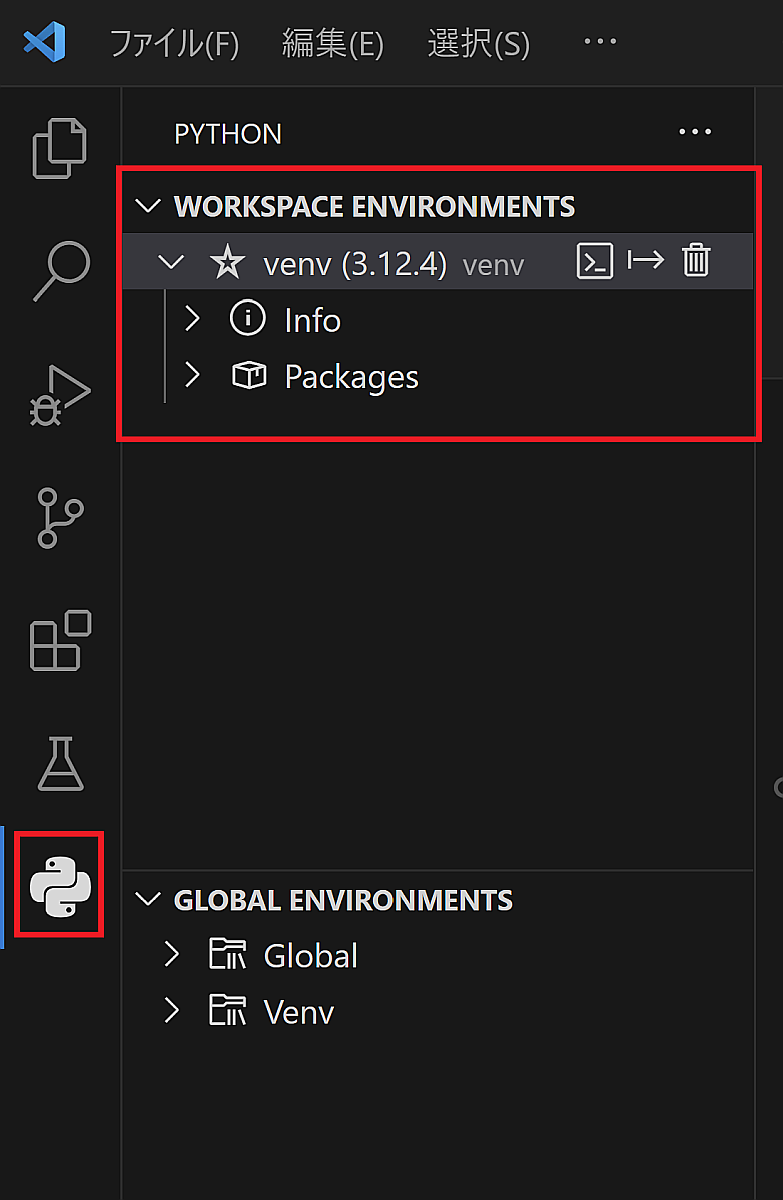 ファイル(F) 編集(E) 選択(S) ···
PYTHON ···
WORKSPACE ENVIRONMENTS
venv (3.12.4) venv
Info
Packages
GLOBAL ENVIRONMENTS
Global
Venv